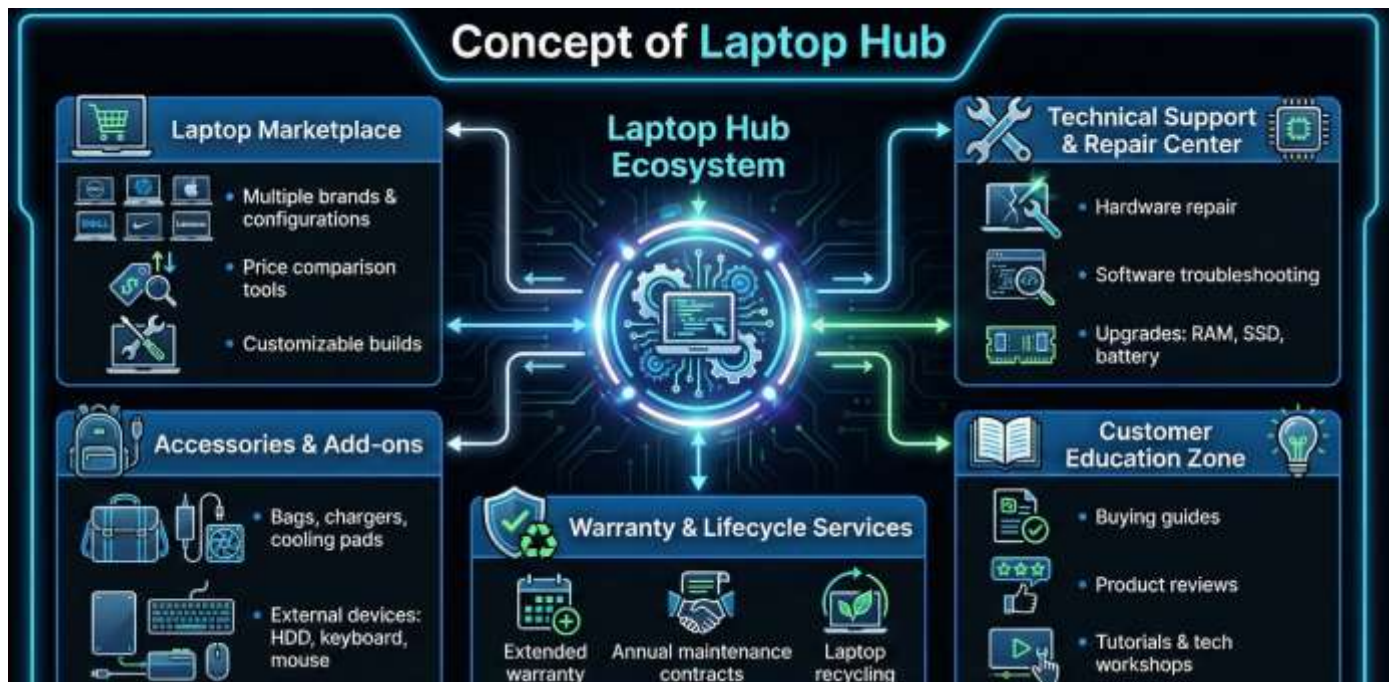 Concept of Laptop Hub
Laptop Marketplace
Multiple brands &
configurations
Price comparison
tools
Customizable builds
Laptop Hub
Ecosystem
Technical Support
& Repair Center
Hardware repair
Software troubleshooting
Upgrades: RAM, SSD,
battery
Accessories & Add-ons
Bags, chargers,
cooling pads
External devices:
HDD, keyboard,
mouse
Warranty & Lifecycle Services
Extended
warranty
Annual maintenance
contracts
Laptop
recycling
Customer
Education Zone
Buying guides
Product reviews
Tutorials & tech
workshops